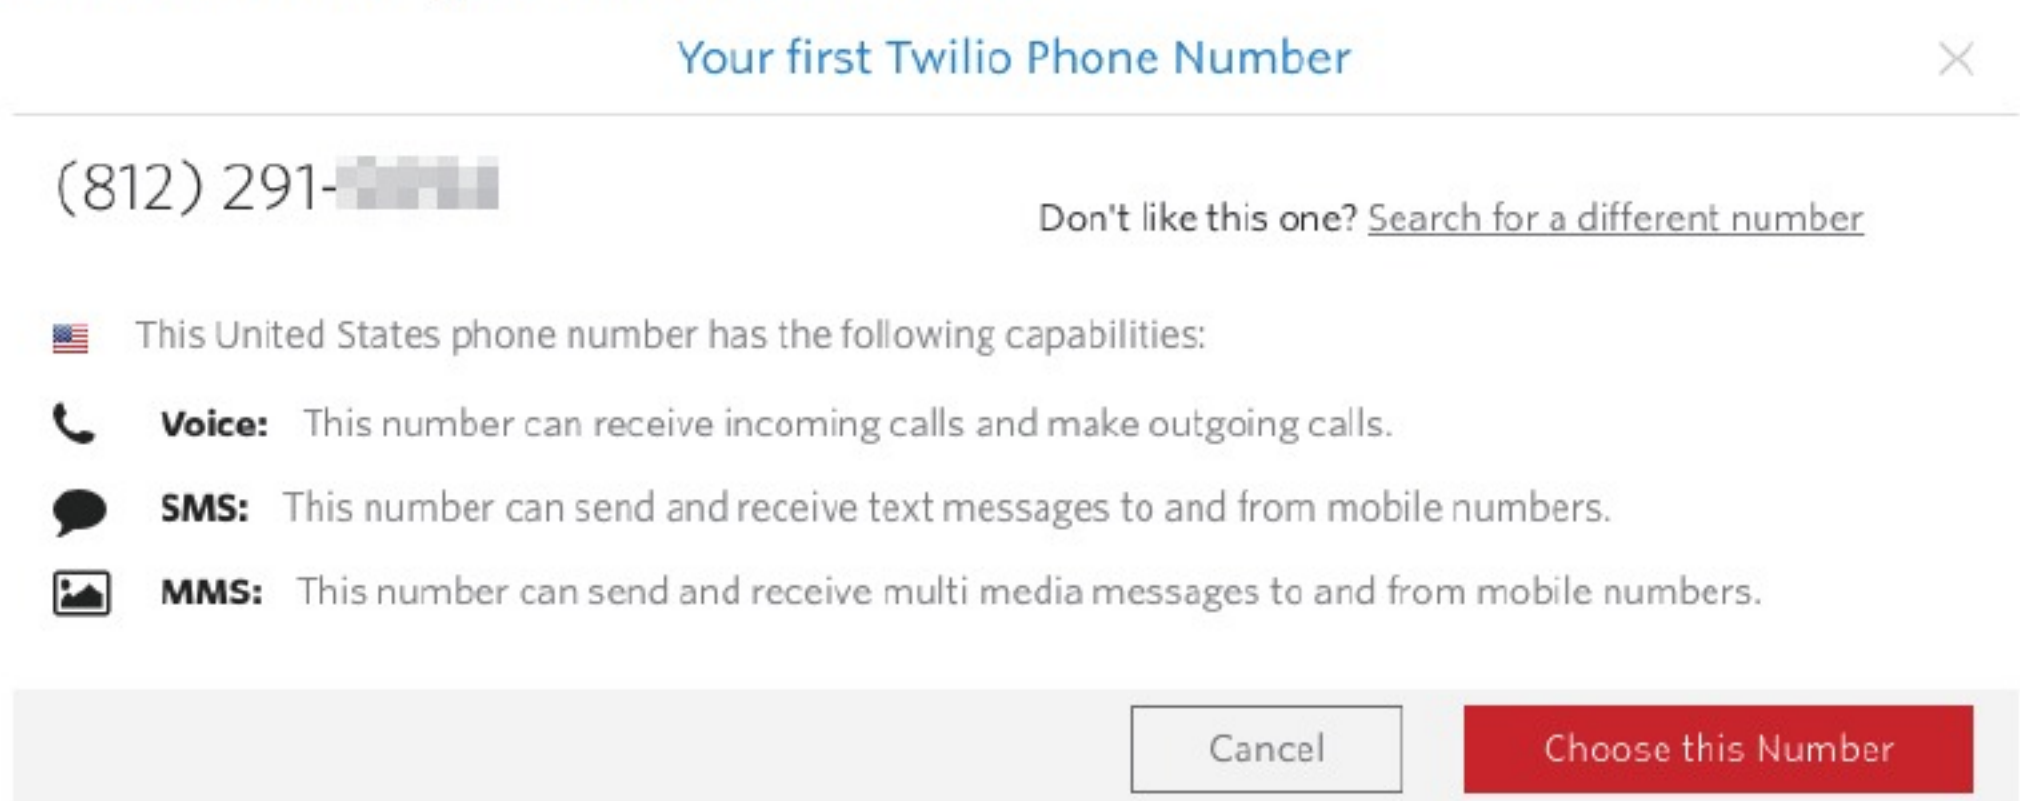 Your first Twilio Phone Number
(812) 291-
Don't like this one? Search for a different number
This United States phone number has the following capabilities:
Voice: This number can receive incoming calls and make outgoing calls.
SMS: This number can send and receive text messages to and from mobile numbers.
MMS: This number can send and receive multi media messages to and from mobile numbers.
Cancel
Choose this Number